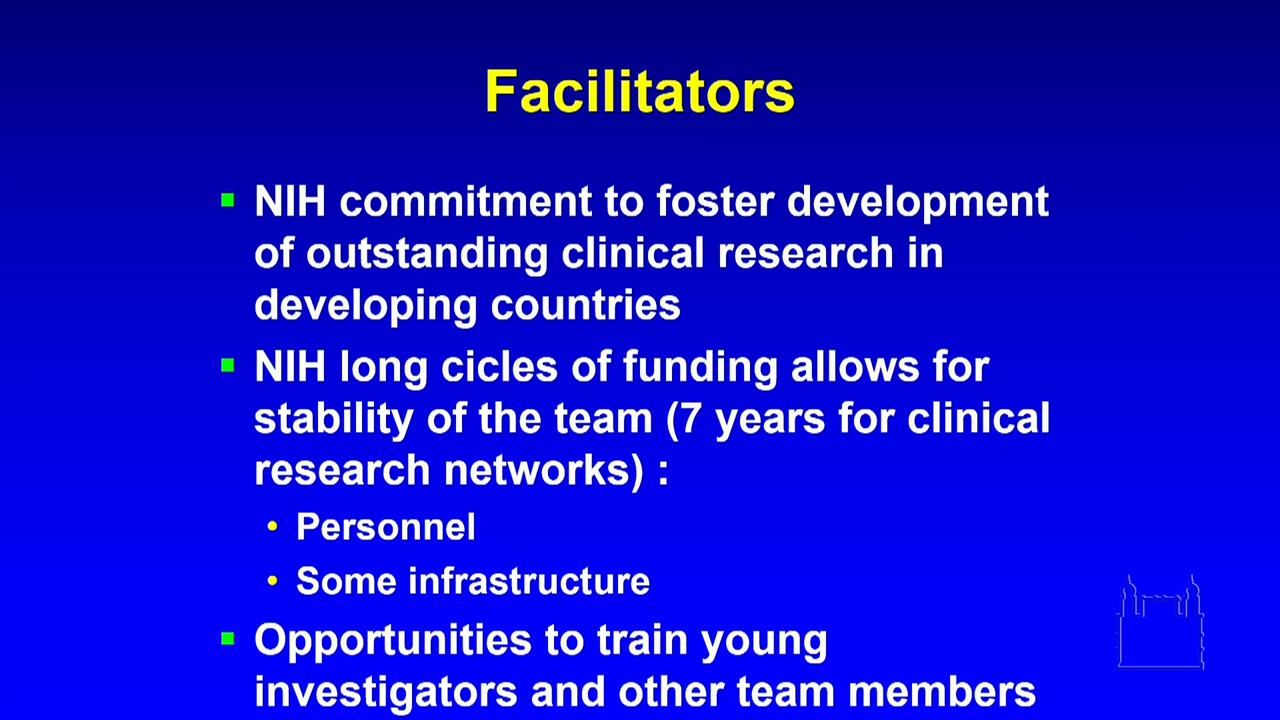 Facilitators
NIH commitment to foster development
of outstanding clinical research in
developing countries
NIH long cicles of funding allows for
stability of the team (7 years for clinical
research networks) :
Personnel
Some infrastructure
Opportunities to train young
investigators and other team members